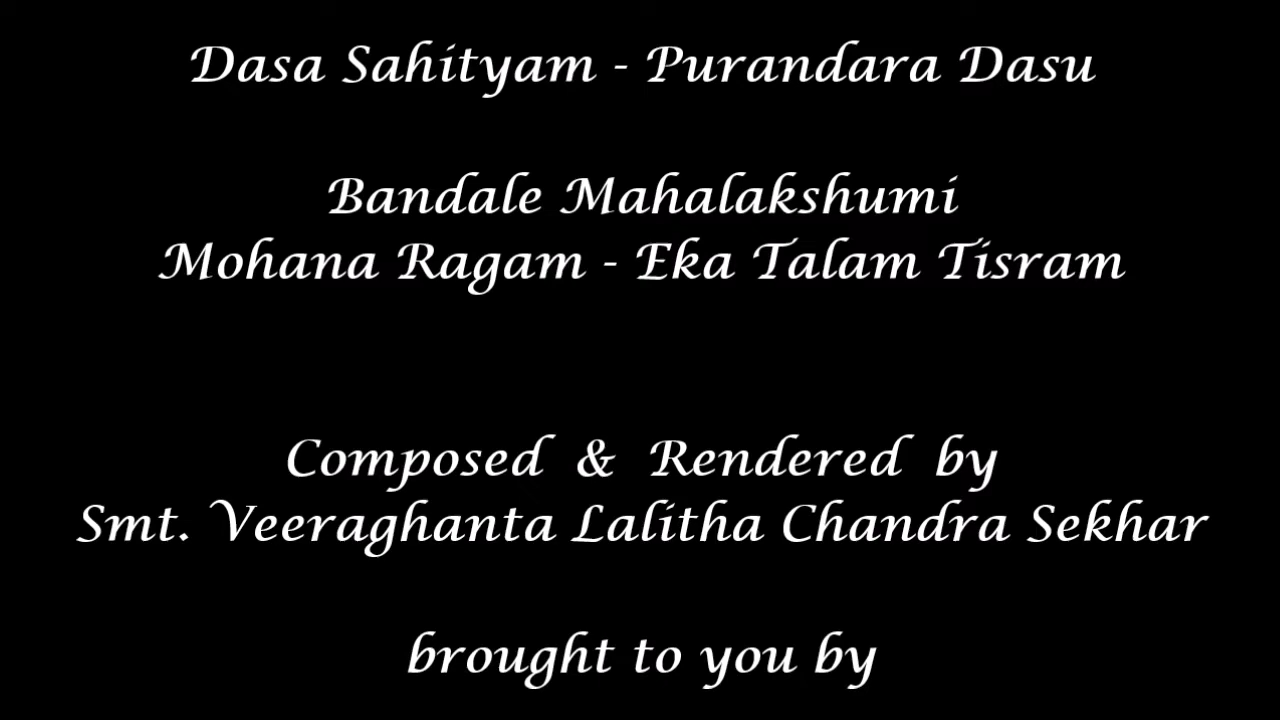 Dasa Sahityam - Purandara Dasu
Bandale Mahalakshumi
Mohana Ragam - Eka Talam Tisram
Composed & Rendered by
Smt. Veeraghanta Lalitha Chandra Sekhar
brought to you by